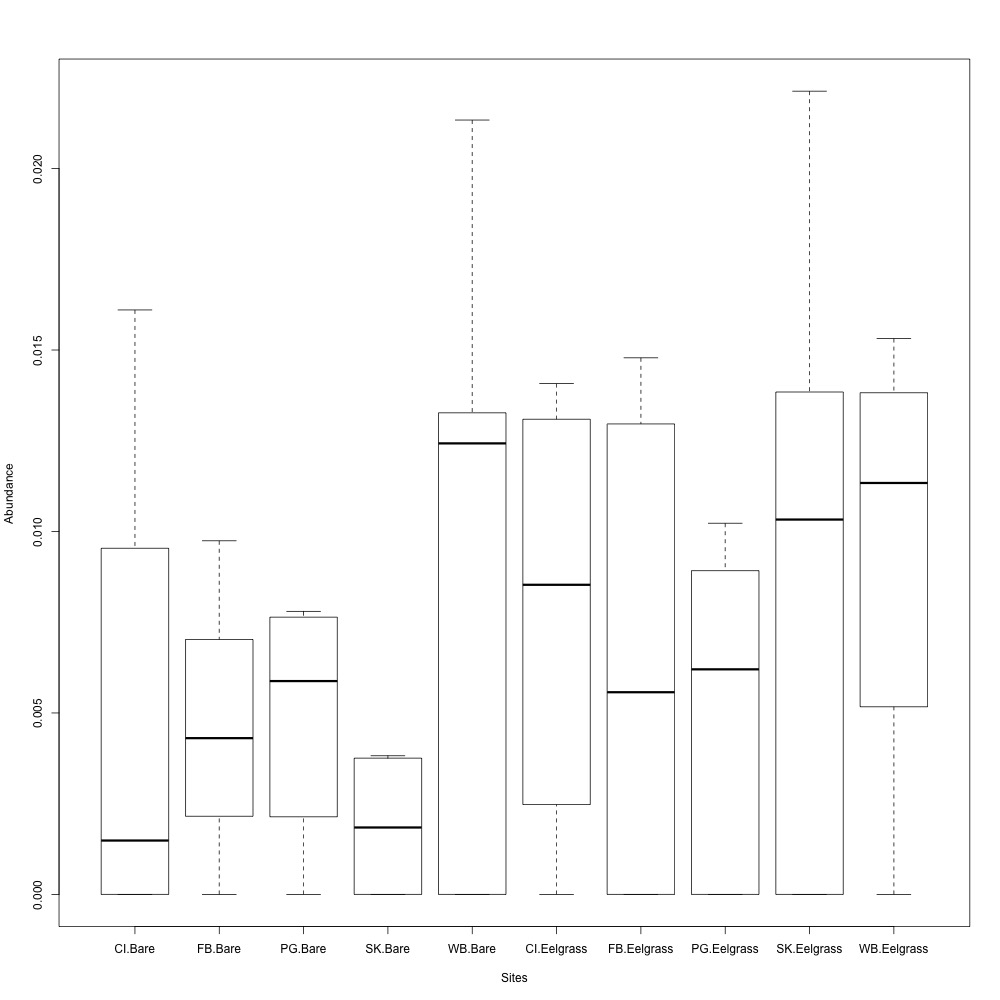 Abundance
0.020
0.015
0.010
0.005
0.000
CI.Bare FB.Bare PG.Bare SK.Bare WB.Bare CI.Eelgrass FB.Eelgrass PG.Eelgrass SK.Eelgrass WB.Eelgrass
Sites